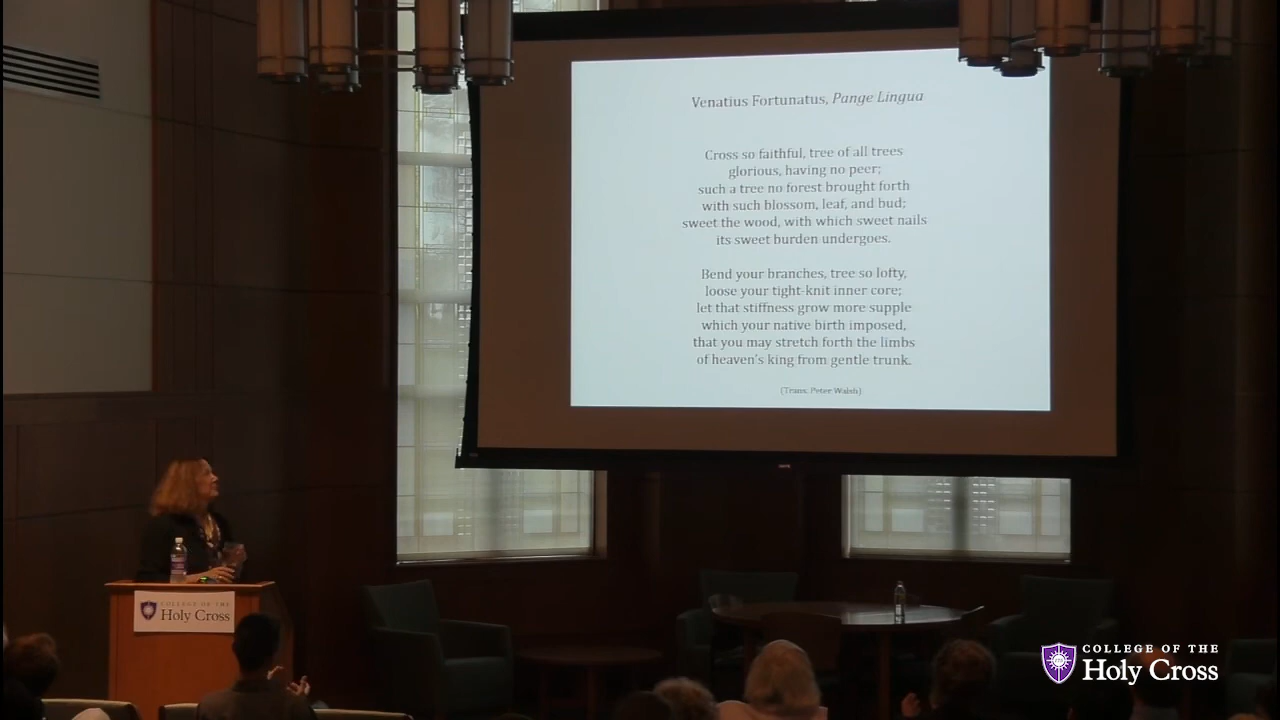 Venatius Fortunatus, Pange Lingua
Cross so faithful, tree of all trees
glorious, having no peer;
such a tree no forest brought forth
with such blossom, leaf, and bud;
sweet the wood, with which sweet nails
its sweet burden undergoes.
Bend your branches, tree so lofty,
loose your tight-knit inner core;
let that stiffness grow more supple
which your native birth imposed,
that you may stretch forth the limbs
of heaven's king from gentle trunk.
(Trans. Peter Walsh)
COLLEGE OF THE
Holy Cross
COLLEGE OF THE
Holy Cross